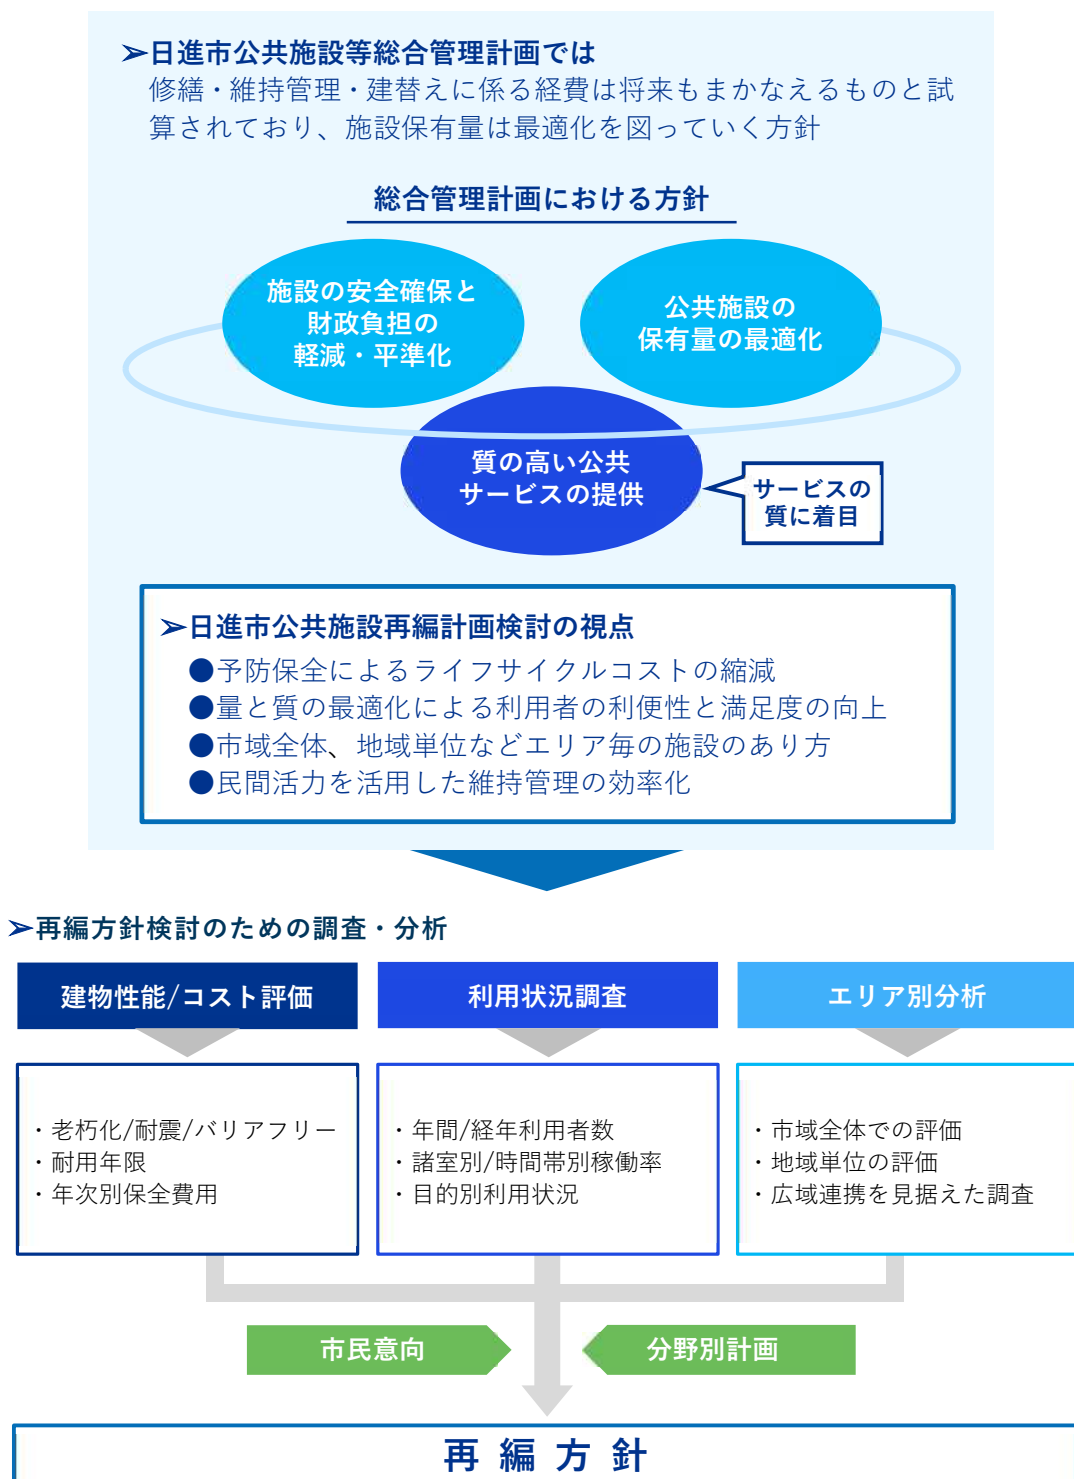 ➢日進市公共施設等総合管理計画では
修繕・維持管理・建替えに係る経費は将来もまかなえるものと試
算されており、施設保有量は最適化を図っていく方針
総合管理計画における方針
施設の安全確保と
財政負担の
軽減・平準化
公共施設の
保有量の最適化
質の高い公共
サービスの提供
サービスの
質に着目
➢日進市公共施設再編計画検討の視点
●予防保全によるライフサイクルコストの縮減
●量と質の最適化による利用者の利便性と満足度の向上
●市域全体、地域単位などエリア毎の施設のあり方
●民間活力を活用した維持管理の効率化
➢再編方針検討のための調査・分析
建物性能/コスト評価
・老朽化/耐震/バリアフリー
・耐用年限
・年次別保全費用
利用状況調査
・年間/経年利用者数
・諸室別/時間帯別稼働率
・目的別利用状況
エリア別分析
・市域全体での評価
・地域単位の評価
・広域連携を見据えた調査
市民意向
分野別計画
再編方針